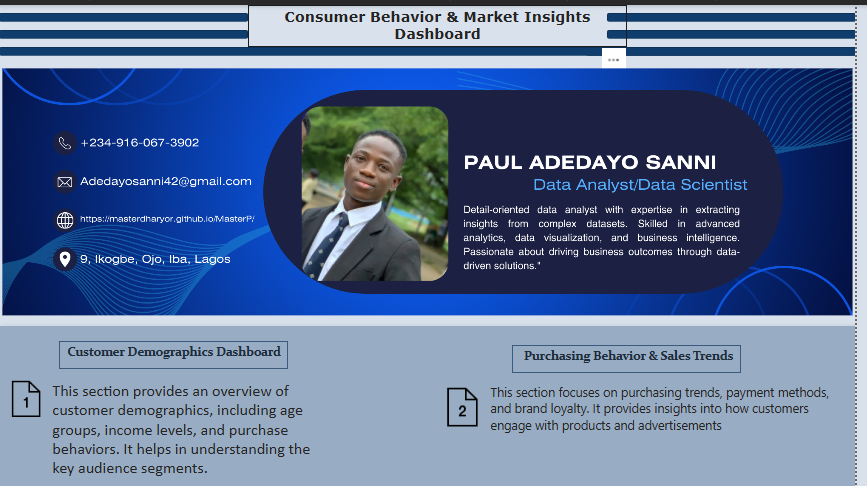 Consumer Behavior & Market Insights
Dashboard
...
+234-916-067-3902
Adedayosanni42@gmail.com
https://masterdharyor.github.io/MasterP/
9, Ikogbe, Ojo, Iba, Lagos
PAUL ADEDAYO SANNI
Data Analyst/Data Scientist
Detail-oriented data analyst with expertise in extracting
insights from complex datasets. Skilled in advanced
analytics, data visualization, and business intelligence.
Passionate about driving business outcomes through data-
driven solutions."
Customer Demographics Dashboard
1
This section provides an overview of
customer demographics, including age
groups, income levels, and purchase
behaviors. It helps in understanding the
key audience segments.
Purchasing Behavior & Sales Trends
2
This section focuses on purchasing trends, payment methods,
and brand loyalty. It provides insights into how customers
engage with products and advertisements